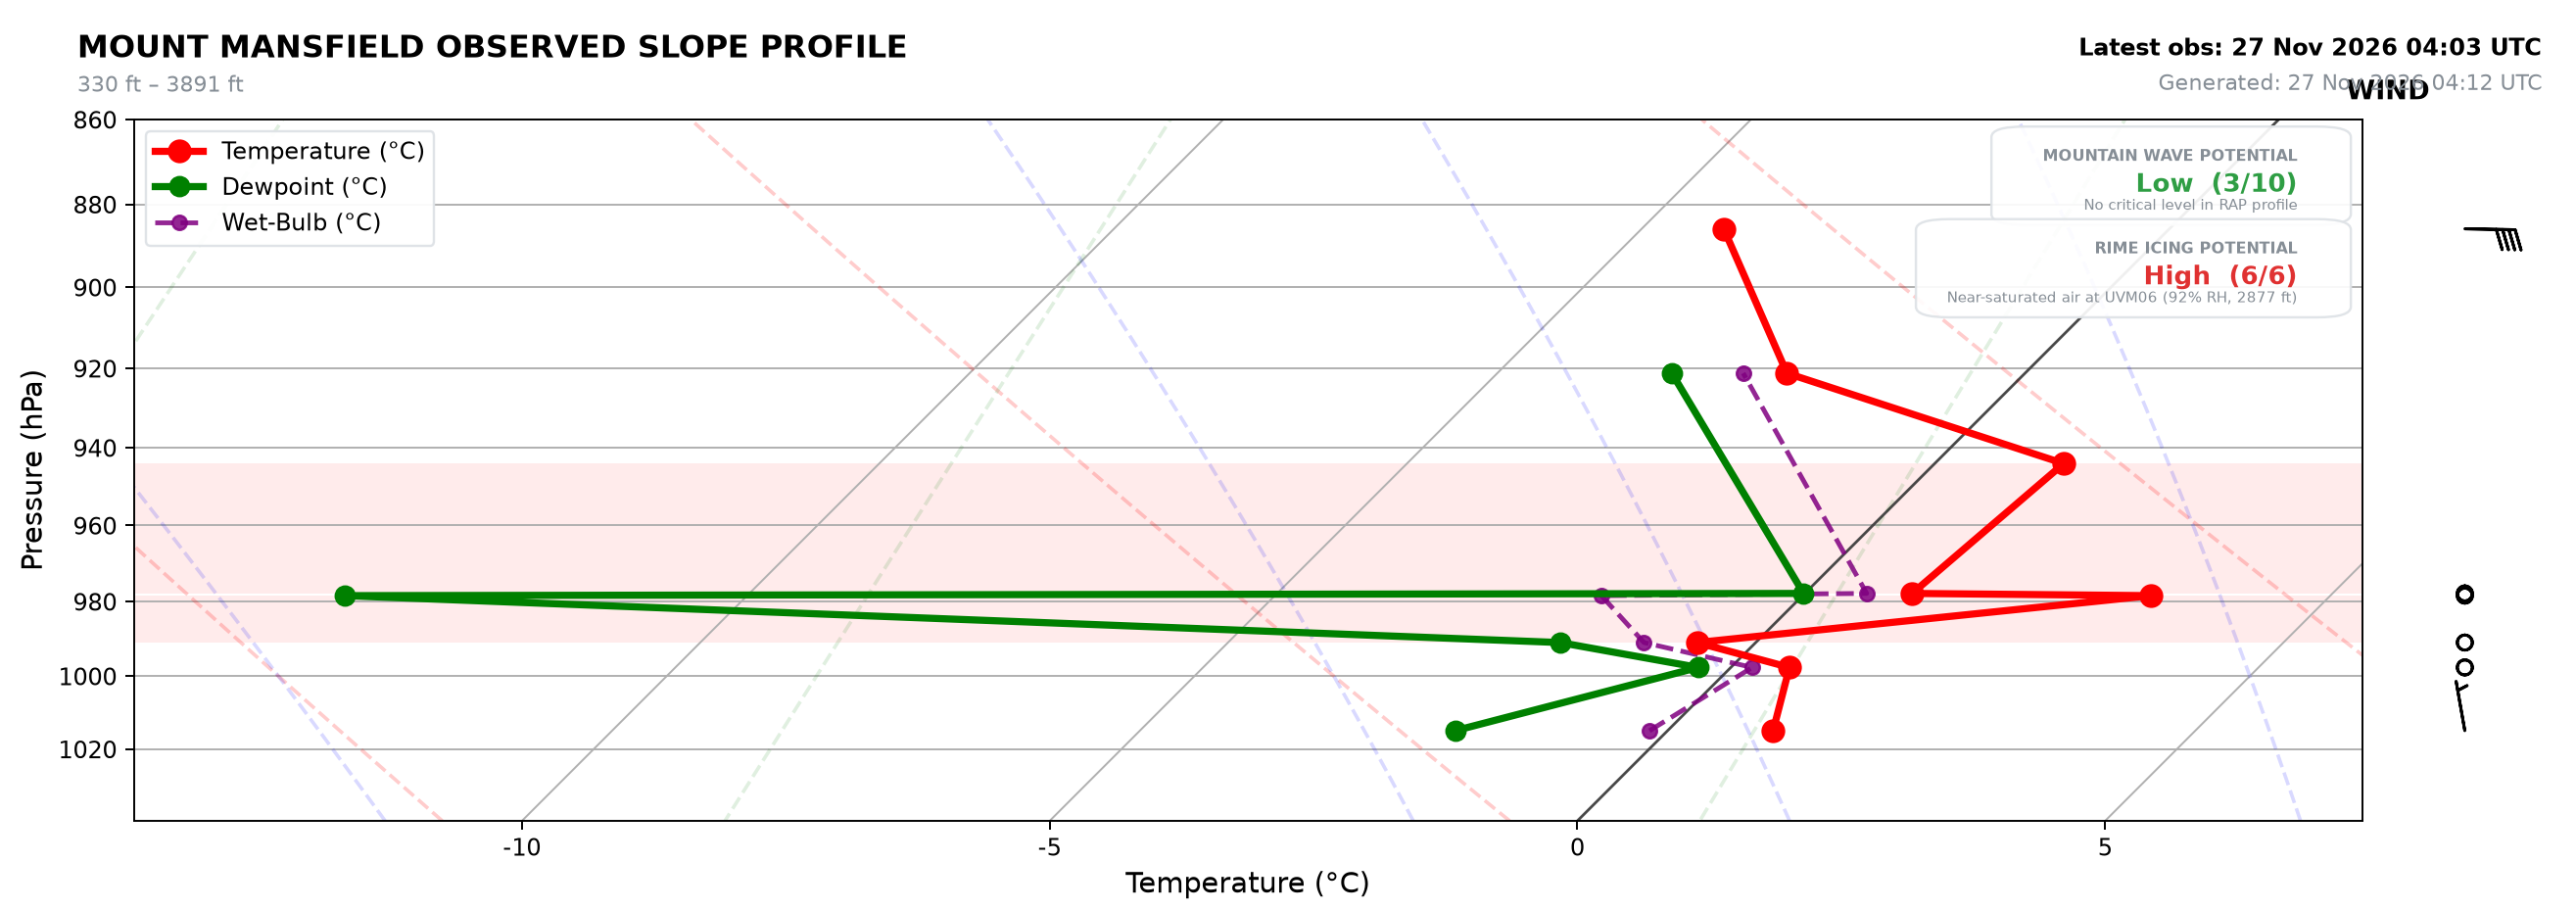 MOUNT MANSFIELD OBSERVED SLOPE PROFILE
Latest obs: 27 Nov 2026 04:03 UTC
330 ft – 3891 ft
Generated: 27 Nov 2026 04:12 UTC
WIND
860
880
900
920
940
960
980
1000
1020
Pressure (hPa)
Temperature (°C)
Dewpoint (°C)
Wet-Bulb (°C)
MOUNTAIN WAVE POTENTIAL
Low (3/10)
No critical level in RAP profile
RIME ICING POTENTIAL
High (6/6)
Near-saturated air at UVM06 (92% RH, 2877 ft)
-10
-5
0
5
Temperature (°C)